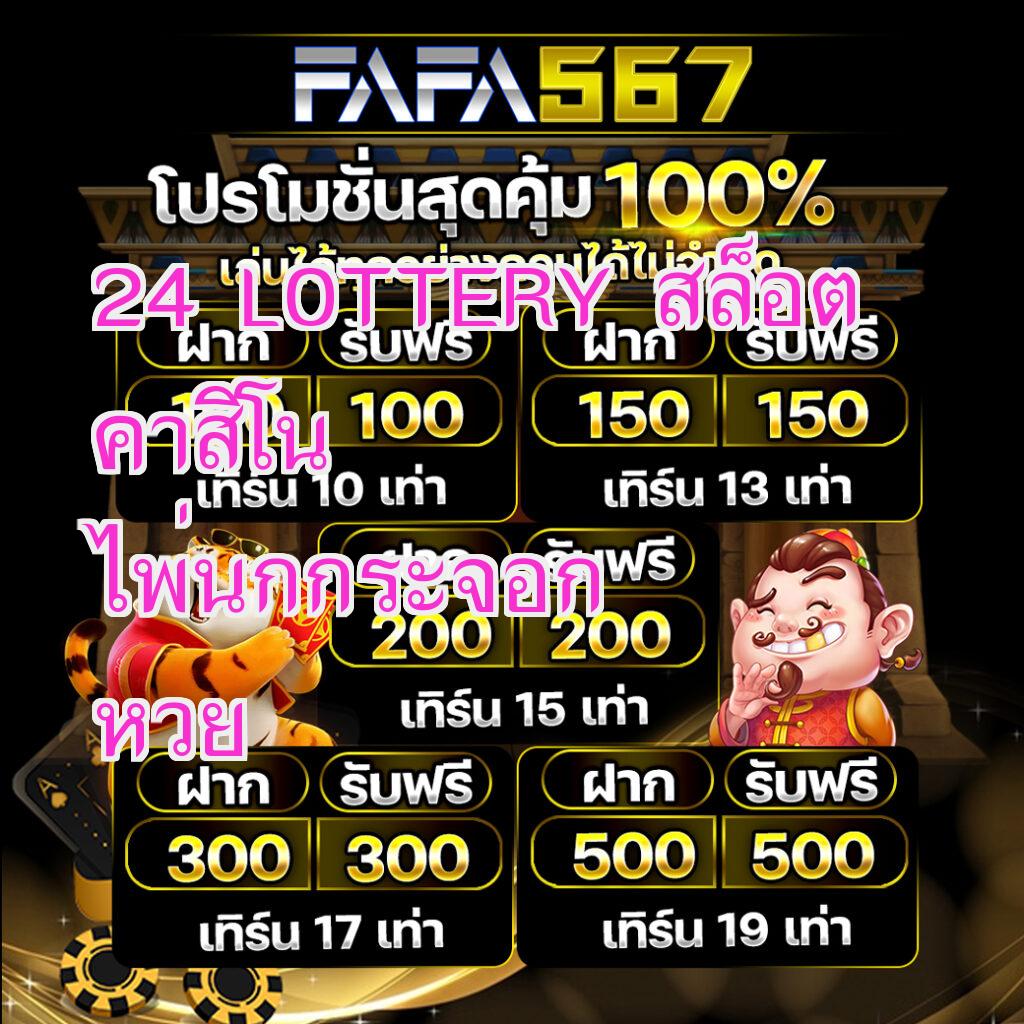 FAFA567
โปรโมชั่นสุดคุ้ม 100%
24 LOTTERY สล็อต
ฝาก รับฟรี ฝาก รับฟรี
100 150 150
คาสิโน
เทิร์น 10 เท่า เทิร์น 13 เท่า
รับฟรี
ไพ่นกกระจอก
200 200
เทิร์น 15 เท่า
หวย
ฝาก รับฟรี ฝาก รับฟรี
300 300 500 500
เทิร์น 17 เท่า เทิร์น 19 เท่า